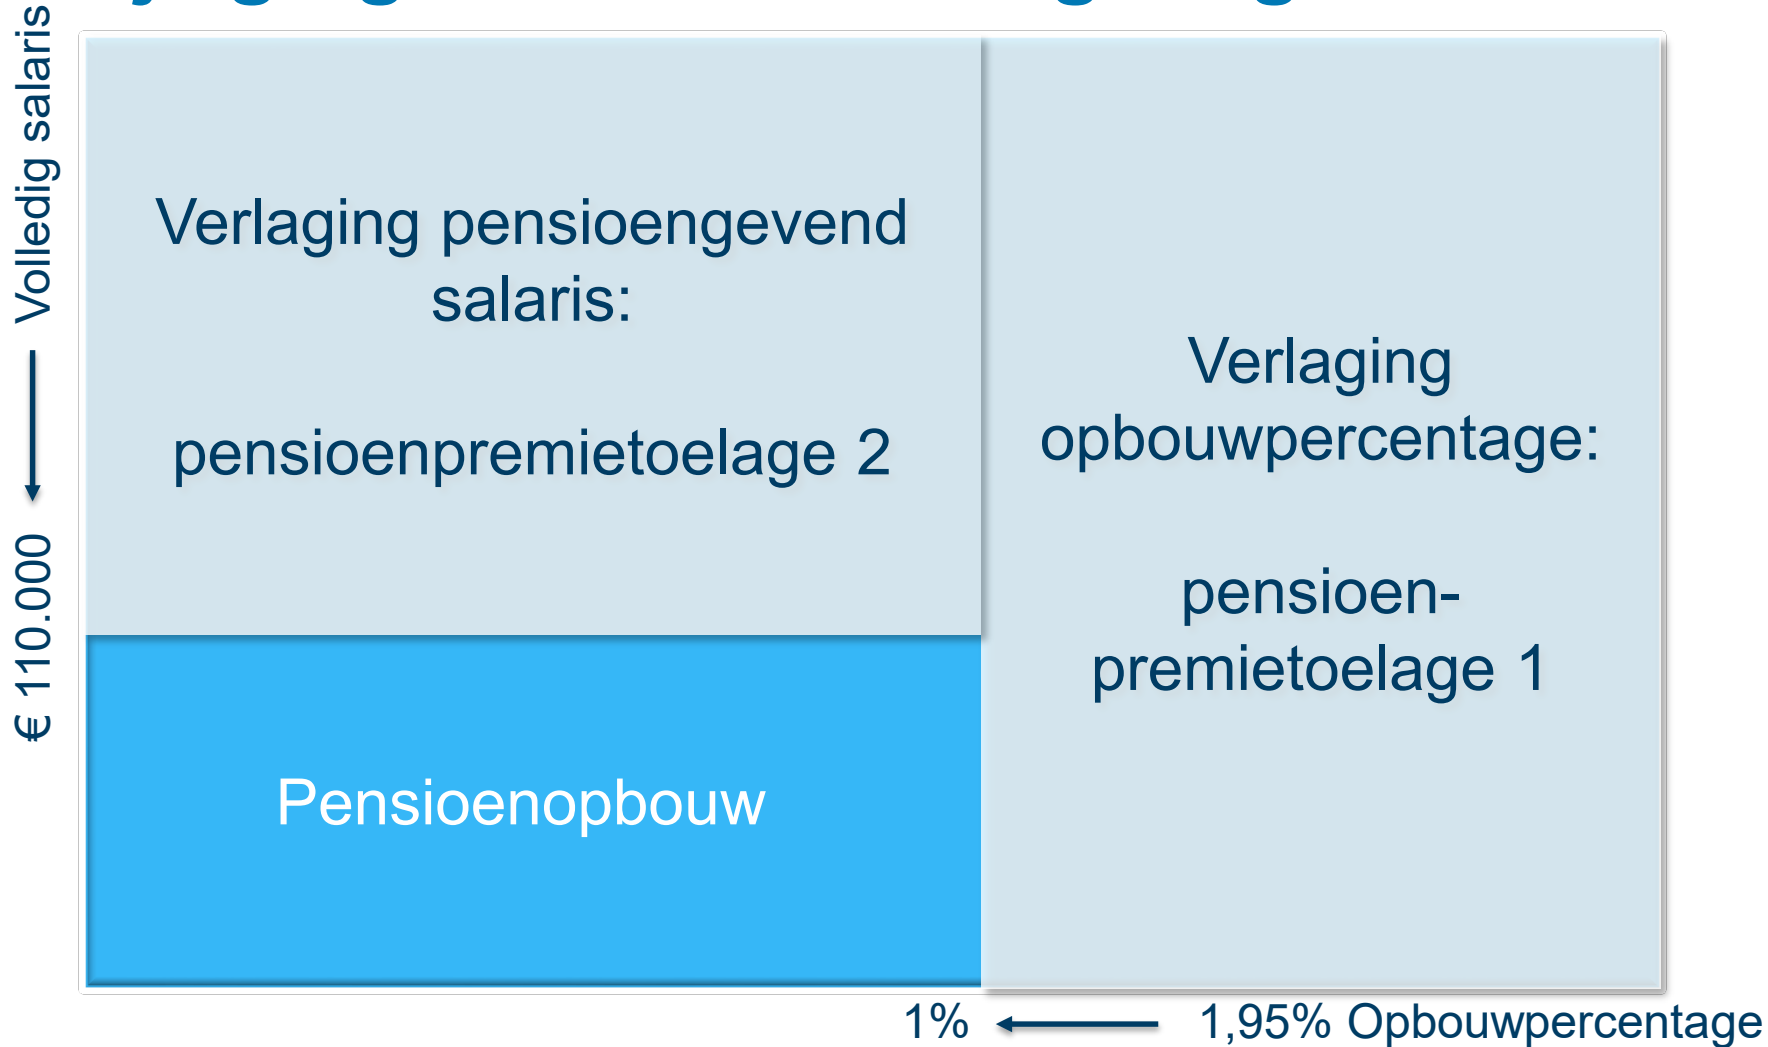 Volledig salaris
€ 110.000
Verlaging pensioengevend
salaris:
pensioenpremietoelage 2
Verlaging
opbouwpercentage:
pensioen-
premietoelage 1
Pensioenopbouw
1%
1,95% Opbouwpercentage